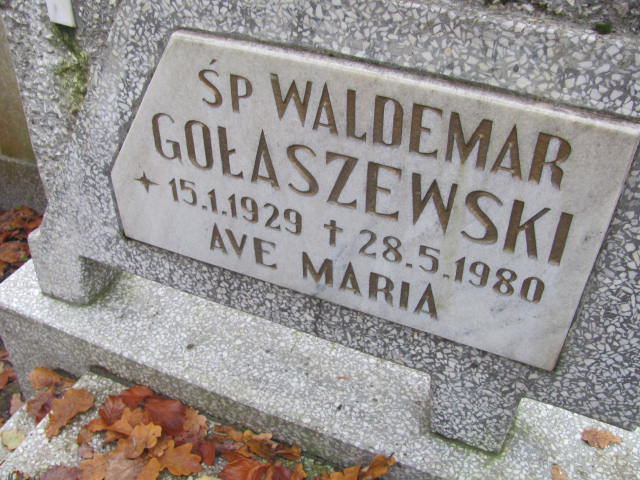 ŚP WALDEMAR
GOŁASZEWSKI
15.1.1929 † 28.5.1980
AVE MARIA